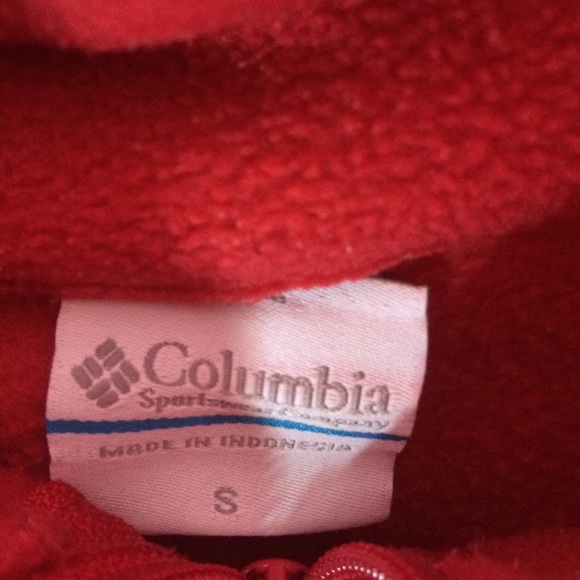 Columbia
Sportswear Company
MADE IN INDONESIA
S